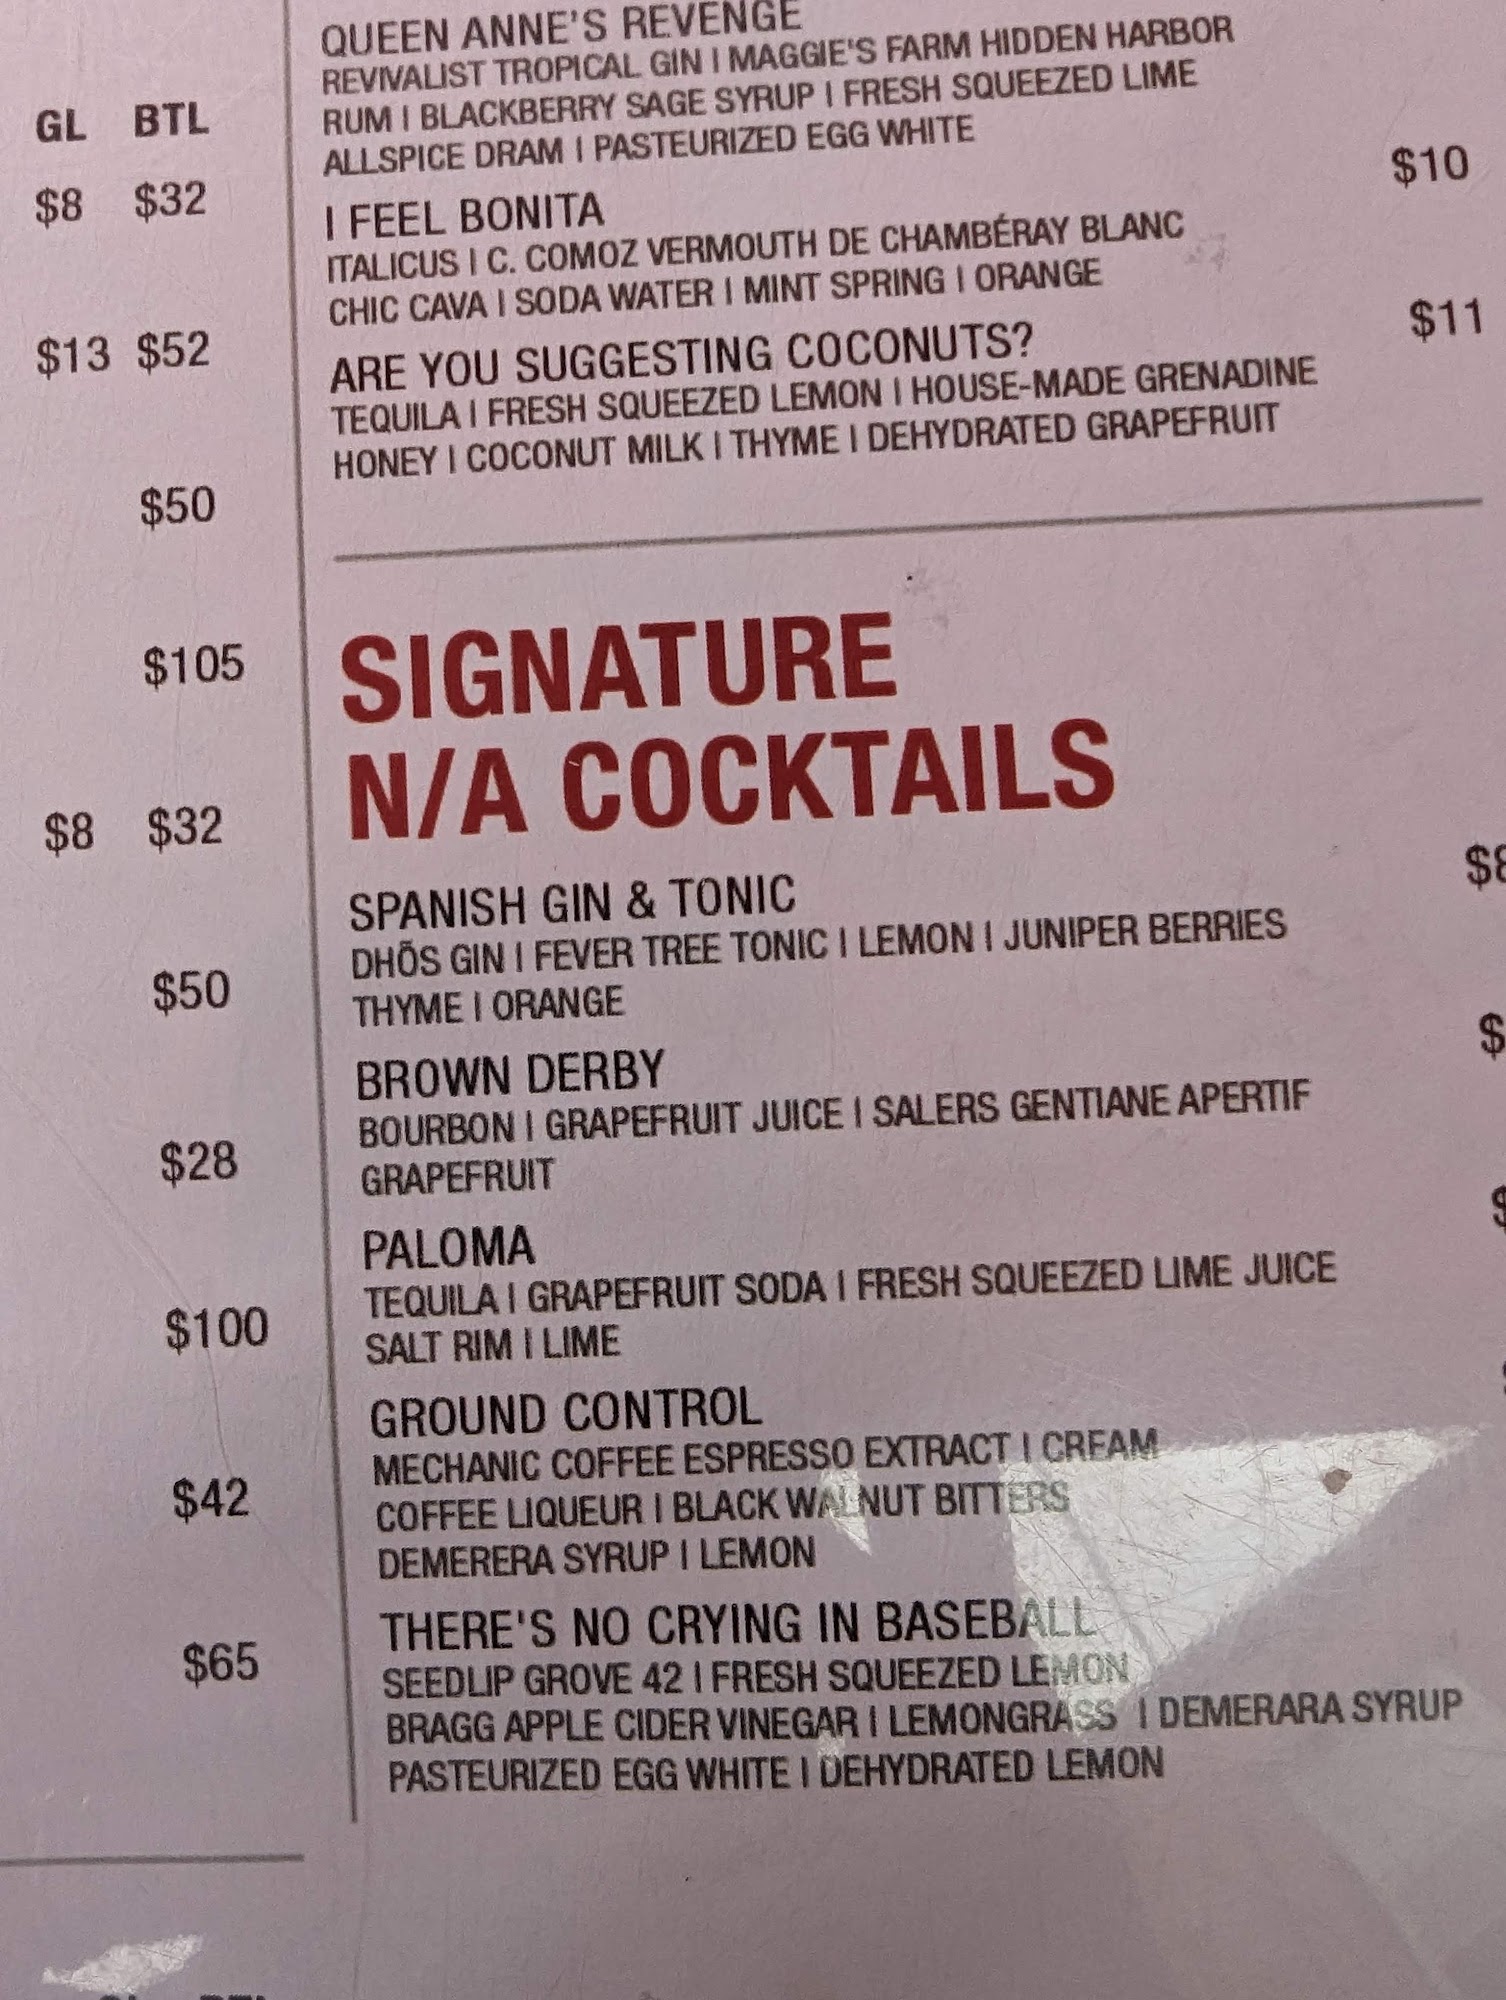 GL BTL
$8 $32
$13 $52
$50
$105
$8 $32
$50
$28
$100
$42
$65
QUEEN ANNE'S REVENGE
REVIVALIST TROPICAL GIN | MAGGIE'S FARM HIDDEN HARBOR
RUM | BLACKBERRY SAGE SYRUP | FRESH SQUEEZED LIME
ALLSPICE DRAM | PASTEURIZED EGG WHITE
I FEEL BONITA $10
ITALICUS | C. COMOZ VERMOUTH DE CHAMBÉRAY BLANC
CHIC CAVA | SODA WATER | MINT SPRING | ORANGE
ARE YOU SUGGESTING COCONUTS? $11
TEQUILA | FRESH SQUEEZED LEMON | HOUSE-MADE GRENADINE
HONEY | COCONUT MILK | THYME | DEHYDRATED GRAPEFRUIT
SIGNATURE
N/A COCKTAILS
SPANISH GIN & TONIC $8
DHŌS GIN | FEVER TREE TONIC | LEMON | JUNIPER BERRIES
THYME | ORANGE
BROWN DERBY $
BOURBON | GRAPEFRUIT JUICE | SALERS GENTIANE APERTIF
GRAPEFRUIT
PALOMA $
TEQUILA | GRAPEFRUIT SODA | FRESH SQUEEZED LIME JUICE
SALT RIM | LIME
GROUND CONTROL
MECHANIC COFFEE ESPRESSO EXTRACT | CREAM
COFFEE LIQUEUR | BLACK WALNUT BITTERS
DEMERERA SYRUP | LEMON
THERE'S NO CRYING IN BASEBALL
SEEDLIP GROVE 42 | FRESH SQUEEZED LEMON
BRAGG APPLE CIDER VINEGAR | LEMONGRASS | DEMERARA SYRUP
PASTEURIZED EGG WHITE | DEHYDRATED LEMON